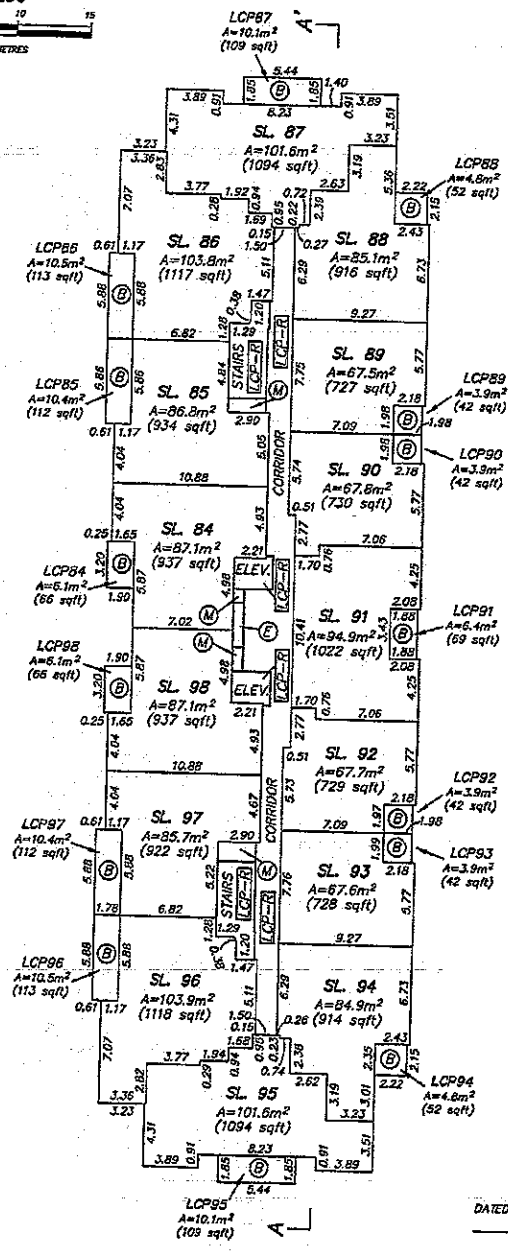 10 15
METRES
A'
LCP87
A=10.1m²
(109 sqft)
5.44
1.85 Ⓑ 1.85
8.23
1.40
3.89 0.91
0.91 3.89
4.31
3.51
SL. 87
A=101.6m²
(1094 sqft)
3.23
3.36
2.83
3.23
3.19
5.36
LCP88
A=4.8m²
(52 sqft)
2.22
Ⓑ 2.15
2.43
3.77
0.28
1.92
0.94
1.69
0.72
2.63
2.39
0.95
0.22
0.15
1.50
0.27
7.07
SL. 86
A=103.8m²
(1117 sqft)
SL. 88
A=85.1m²
(916 sqft)
5.11
6.29
6.73
0.61 1.17
LCP86
A=10.5m²
(113 sqft)
5.88 Ⓑ 5.88
1.47
0.38
1.20
1.28
1.29
9.27
6.82
STAIRS
LCP-R
LCP-R
Ⓜ
4.84
2.90
7.75
SL. 89
A=67.5m²
(727 sqft)
5.77
LCP85
A=10.4m²
(112 sqft)
5.86 Ⓑ 5.86
SL. 85
A=86.8m²
(934 sqft)
2.18
LCP89
A=3.9m²
(42 sqft)
1.98 Ⓑ 1.98
7.09
1.98 Ⓑ
2.18
LCP90
A=3.9m²
(42 sqft)
0.61 1.17
4.04
5.05
CORRIDOR
5.74
SL. 90
A=67.8m²
(730 sqft)
5.77
10.88
4.04
4.93
0.51
2.77
0.25 1.65
SL. 84
A=87.1m²
(937 sqft)
1.70
0.76
7.06
4.25
3.20 Ⓑ 5.87
LCP84
A=6.1m²
(66 sqft)
1.90
2.21
ELEV.
LCP-R
4.98
Ⓜ
Ⓔ
7.02
Ⓜ
10.41
SL. 91
A=94.9m²
(1022 sqft)
2.08
1.88
3.43 Ⓑ
1.88
2.08
LCP91
A=6.4m²
(69 sqft)
LCP98
A=6.1m²
(66 sqft)
1.90
3.20 Ⓑ 5.87
4.98
ELEV.
LCP-R
2.21
SL. 98
A=87.1m²
(937 sqft)
4.25
0.25 1.65
1.70
0.76
7.06
2.77
4.04
4.93
0.51
SL. 92
A=67.7m²
(729 sqft)
5.77
10.88
4.04
4.67
CORRIDOR
5.73
2.18
LCP92
A=3.9m²
(42 sqft)
1.97 Ⓑ
1.98
7.09
1.99 Ⓑ
2.18
LCP93
A=3.9m²
(42 sqft)
0.61 1.17
LCP97
A=10.4m²
(112 sqft)
5.88 Ⓑ 5.88
SL. 97
A=85.7m²
(922 sqft)
2.90
Ⓜ
5.22
STAIRS
LCP-R
LCP-R
7.76
SL. 93
A=67.6m²
(728 sqft)
5.77
1.78
6.82
1.28
1.29
1.20
1.47
9.27
LCP96
A=10.5m²
(113 sqft)
5.88 Ⓑ 5.88
0.61 1.17
SL. 96
A=103.9m²
(1118 sqft)
5.11
6.29
SL. 94
A=84.9m²
(914 sqft)
6.73
7.07
1.50
0.15
0.26
1.68
0.95
0.23
2.38
0.74
2.43
2.35 Ⓑ 2.15
2.22
LCP94
A=4.8m²
(52 sqft)
3.77
0.29
1.94
0.94
2.62
3.19
3.01
2.82
3.36
3.23
3.23
SL. 95
A=101.6m²
(1094 sqft)
4.31
3.51
3.89 0.91
8.23
0.91 3.89
1.85 Ⓑ 1.85
5.44
LCP95
A=10.1m²
(109 sqft)
A
DATED